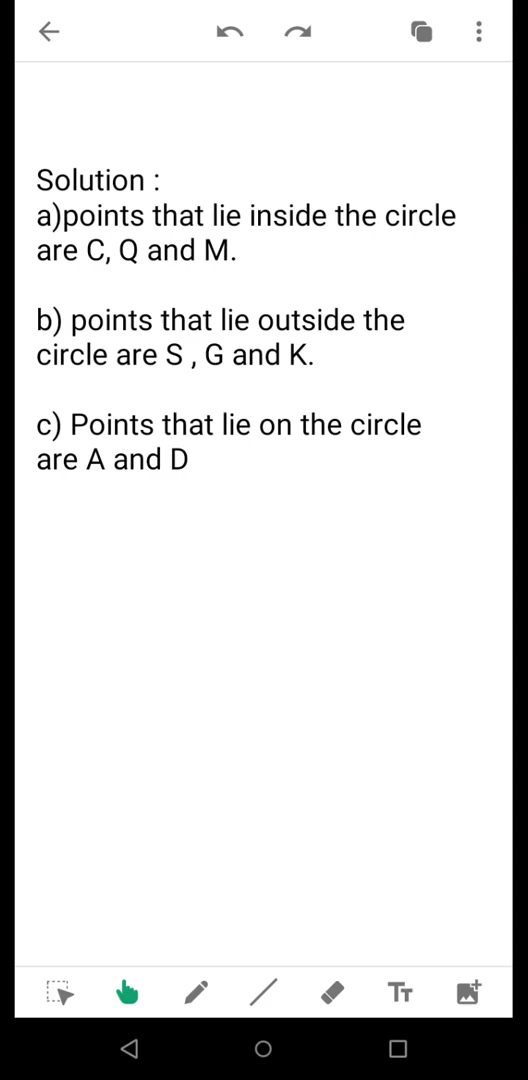 Solution :
a)points that lie inside the circle
are C, Q and M.
b) points that lie outside the
circle are S , G and K.
c) Points that lie on the circle
are A and D
TT